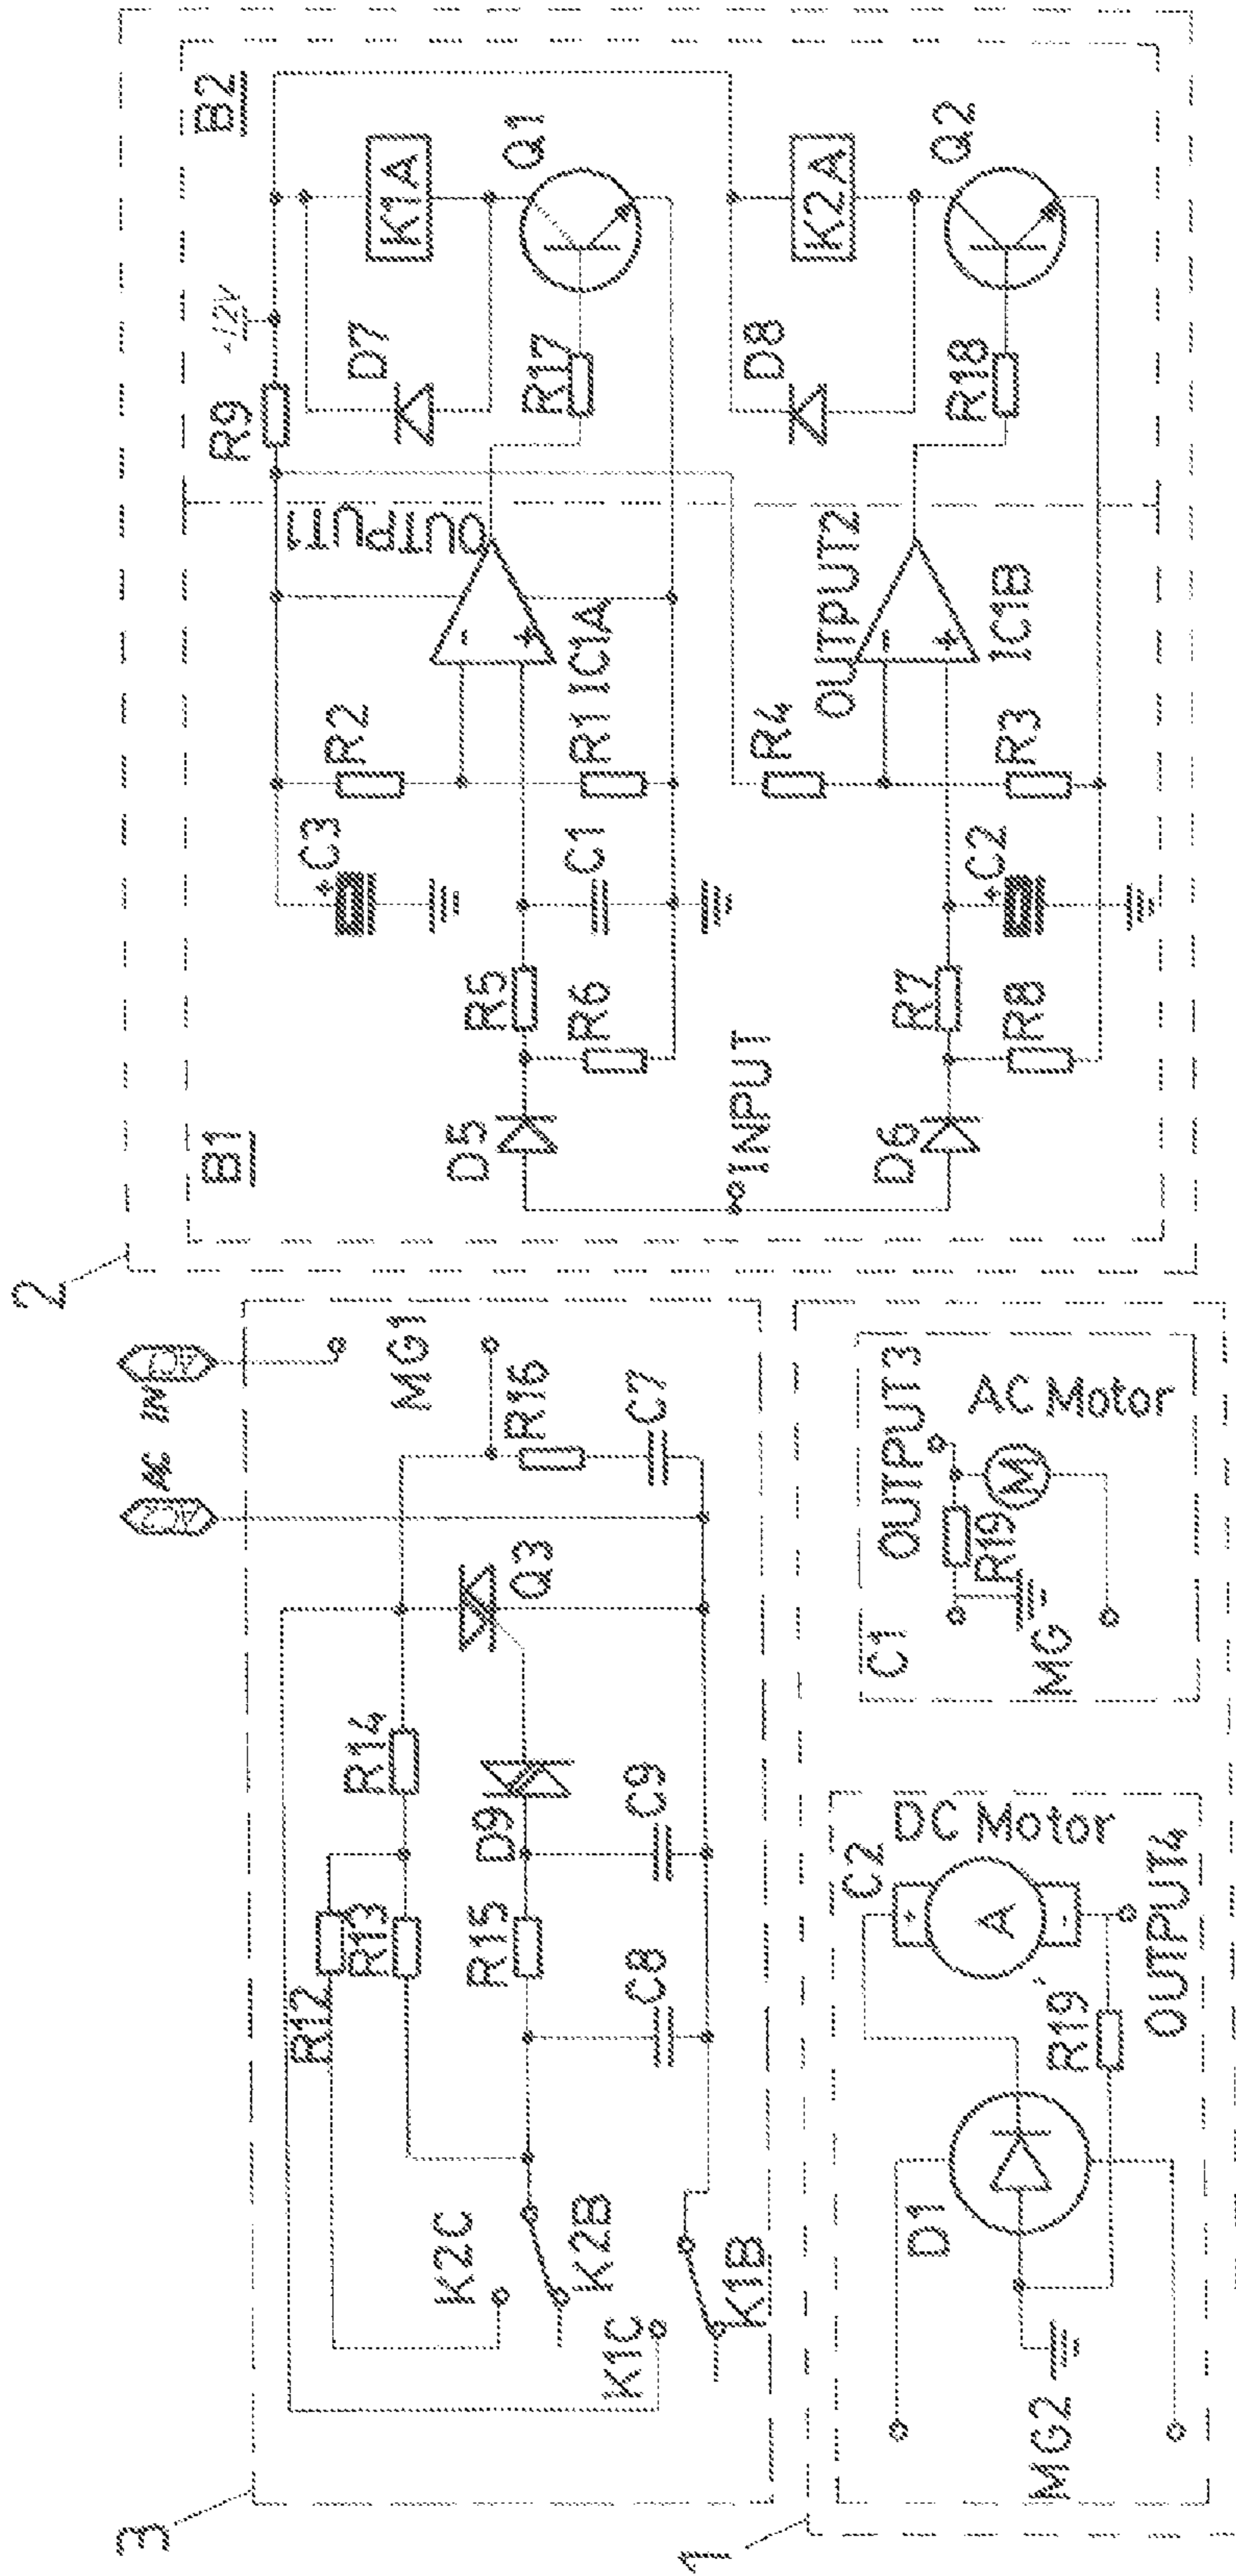 2
B1
B2
R9
+12V
C3
+
R2
OUTPUT1
D7
K1A
Q1
D5
R5
R6
C1
R1
IC1A
-
+
R17
INPUT
R4
OUTPUT2
D8
K2A
Q2
D6
R7
R8
C2
+
R3
IC1B
-
+
R18
3
AC IN
R12
R13
R14
MG1
K2C
K2B
R15
D9
Q3
R16
K1C
K1B
C8
C9
C7
1
D1
C2
DC Motor
+
A
-
MG2
R19'
OUTPUT4
C1
OUTPUT3
R19
AC Motor
M
MG